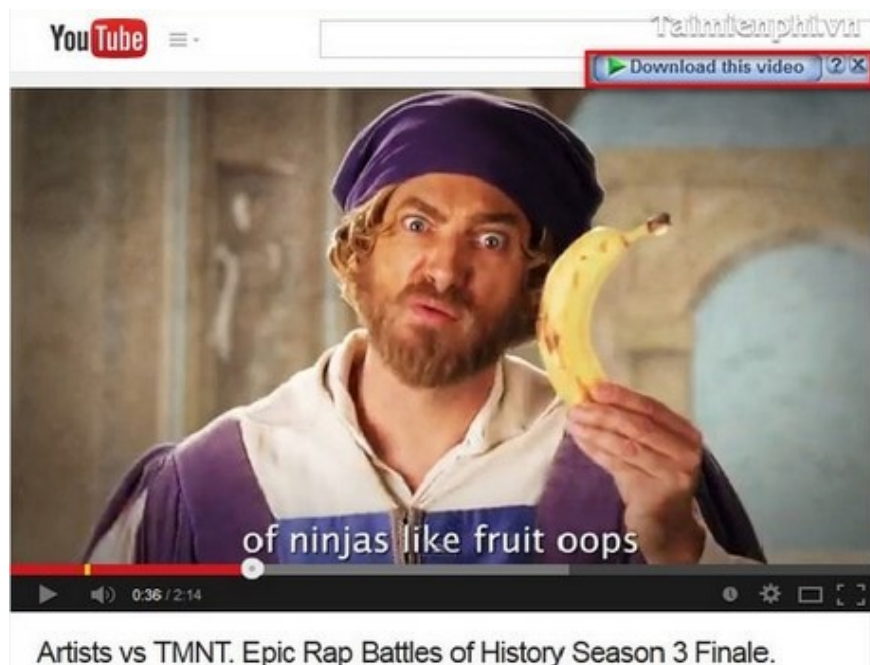 YouTube
Taimienphi.vn
Download this video ? X
of ninjas like fruit oops
0:36 / 2:14
Artists vs TMNT. Epic Rap Battles of History Season 3 Finale.